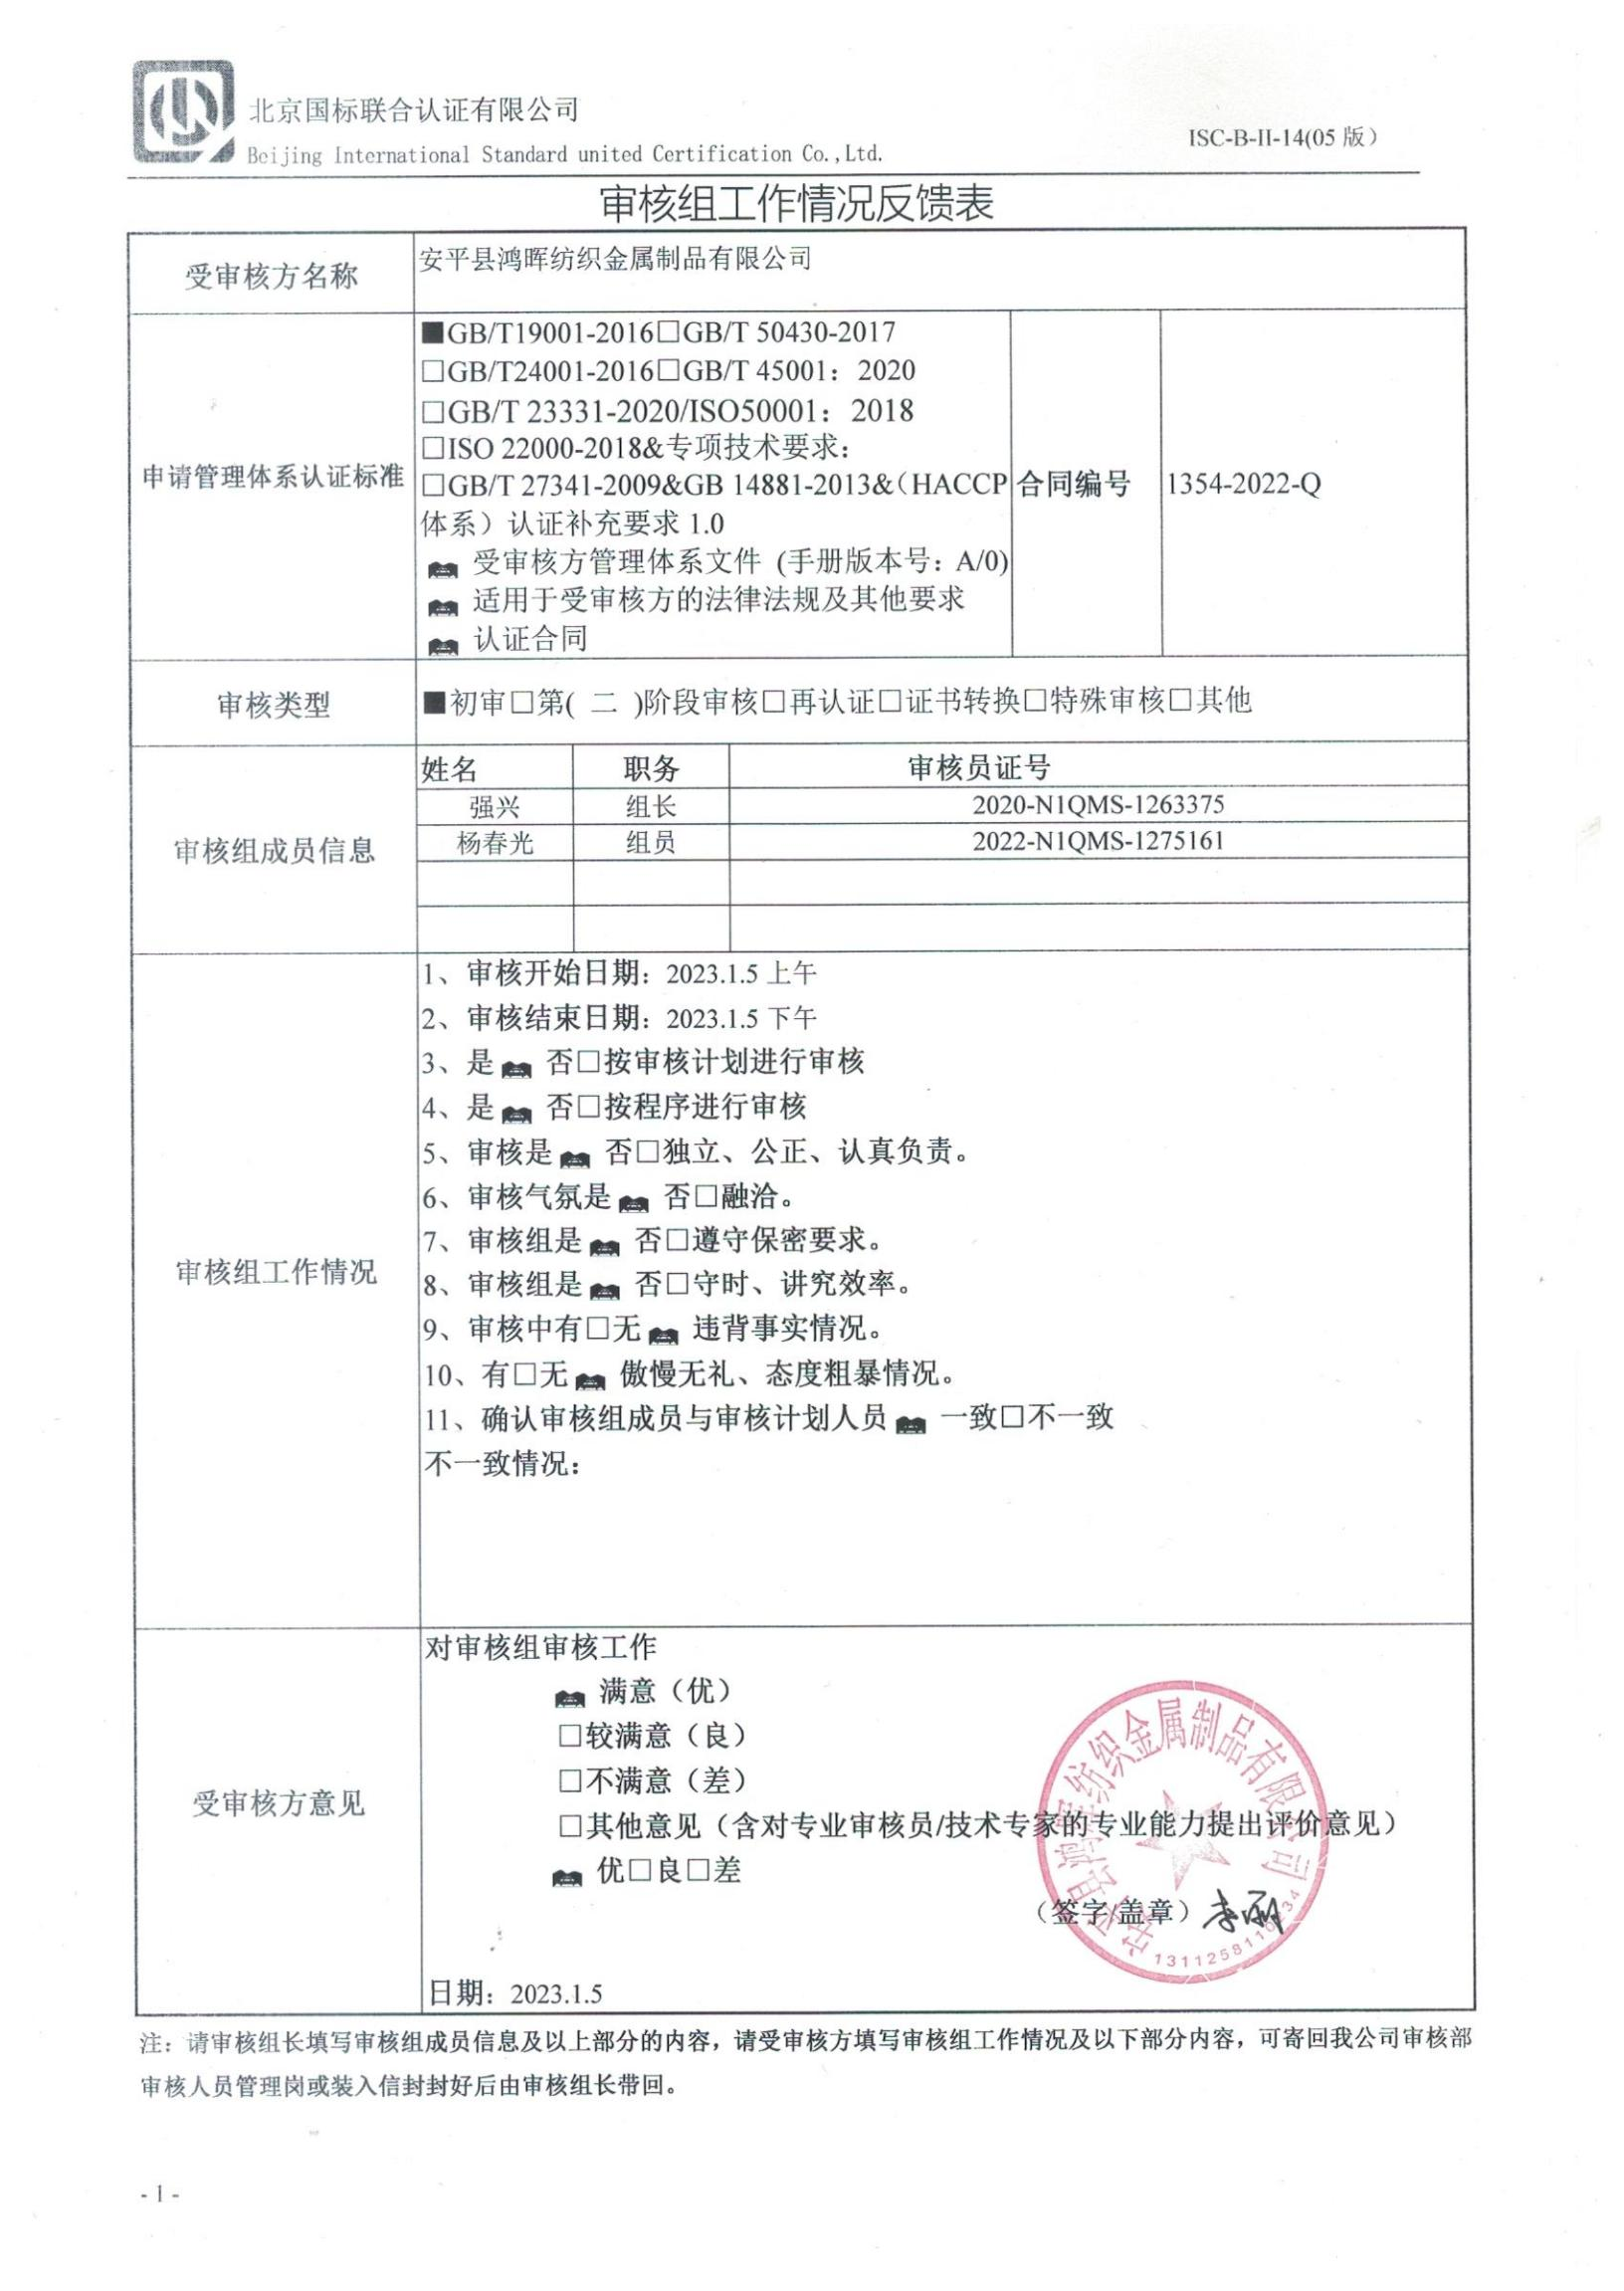 北京国标联合认证有限公司
Beijing International Standard united Certification Co.,Ltd.
ISC-B-II-14(05 版)
审核组工作情况反馈表
受审核方名称
安平县鸿晖纺织金属制品有限公司
申请管理体系认证标准
■GB/T19001-2016□GB/T 50430-2017
□GB/T24001-2016□GB/T 45001：2020
□GB/T 23331-2020/ISO50001：2018
□ISO 22000-2018&专项技术要求：
□GB/T 27341-2009&GB 14881-2013&（HACCP
体系）认证补充要求 1.0
受审核方管理体系文件 (手册版本号：A/0)
适用于受审核方的法律法规及其他要求
认证合同
合同编号
1354-2022-Q
审核类型
■初审□第( 二 )阶段审核□再认证□证书转换□特殊审核□其他
审核组成员信息
姓名 职务 审核员证号
强兴 组长 2020-N1QMS-1263375
杨春光 组员 2022-N1QMS-1275161
审核组工作情况
1、审核开始日期：2023.1.5 上午
2、审核结束日期：2023.1.5 下午
3、是 否□按审核计划进行审核
4、是 否□按程序进行审核
5、审核是 否□独立、公正、认真负责。
6、审核气氛是 否□融洽。
7、审核组是 否□遵守保密要求。
8、审核组是 否□守时、讲究效率。
9、审核中有□无 违背事实情况。
10、有□无 傲慢无礼、态度粗暴情况。
11、确认审核组成员与审核计划人员 一致□不一致
不一致情况：
受审核方意见
对审核组审核工作
满意（优）
□较满意（良）
□不满意（差）
□其他意见（含对专业审核员/技术专家的专业能力提出评价意见）
优□良□差
（签字/盖章）
安平县鸿晖纺织金属制品有限公司
日期：2023.1.5
注：请审核组长填写审核组成员信息及以上部分的内容，请受审核方填写审核组工作情况及以下部分内容，可寄回我公司审核部
审核人员管理岗或装入信封封好后由审核组长带回。
- 1 -